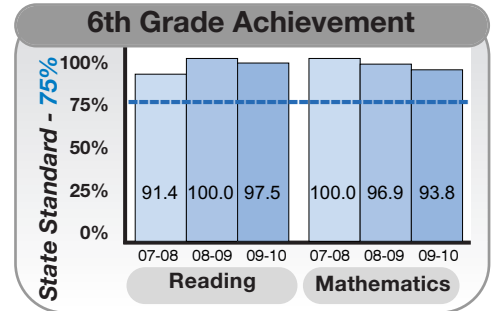 6th Grade Achievement
State Standard - 75%
100%
75%
50%
25%
0%
91.4 100.0 97.5 100.0 96.9 93.8
07-08 08-09 09-10 07-08 08-09 09-10
Reading Mathematics